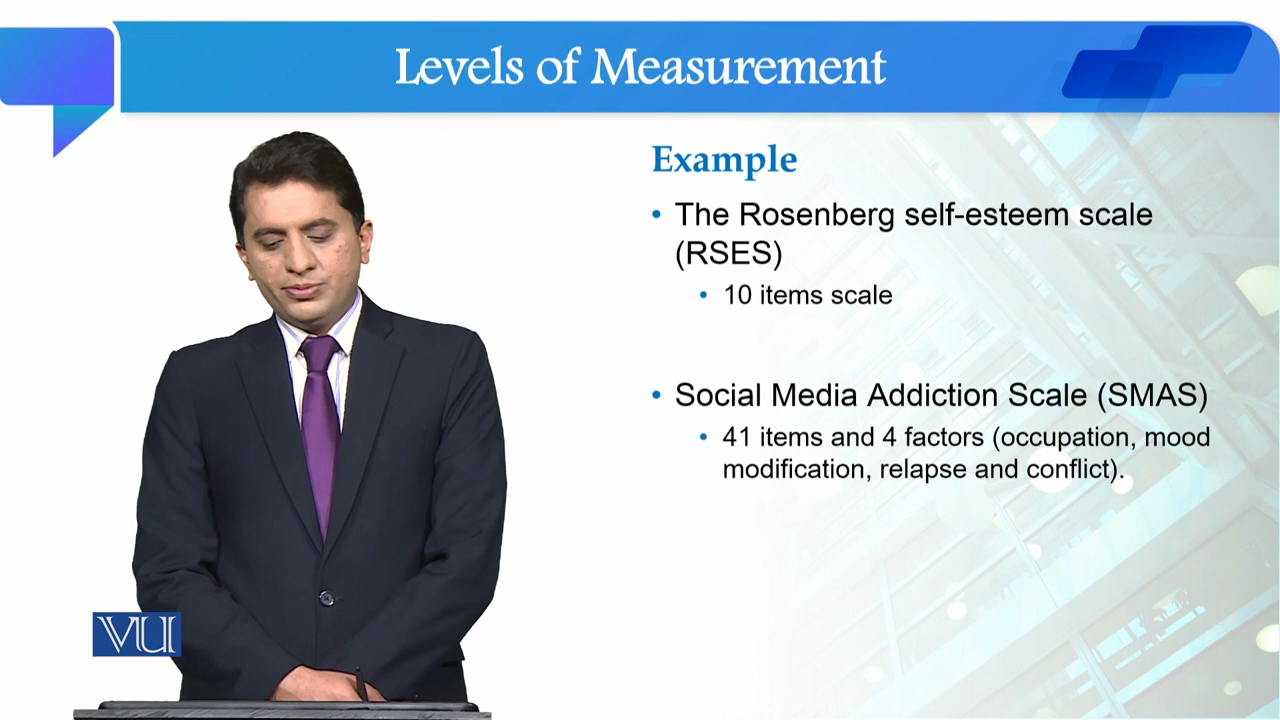 Levels of Measurement
Example
• The Rosenberg self-esteem scale
(RSES)
• 10 items scale
• Social Media Addiction Scale (SMAS)
• 41 items and 4 factors (occupation, mood
modification, relapse and conflict).
VU